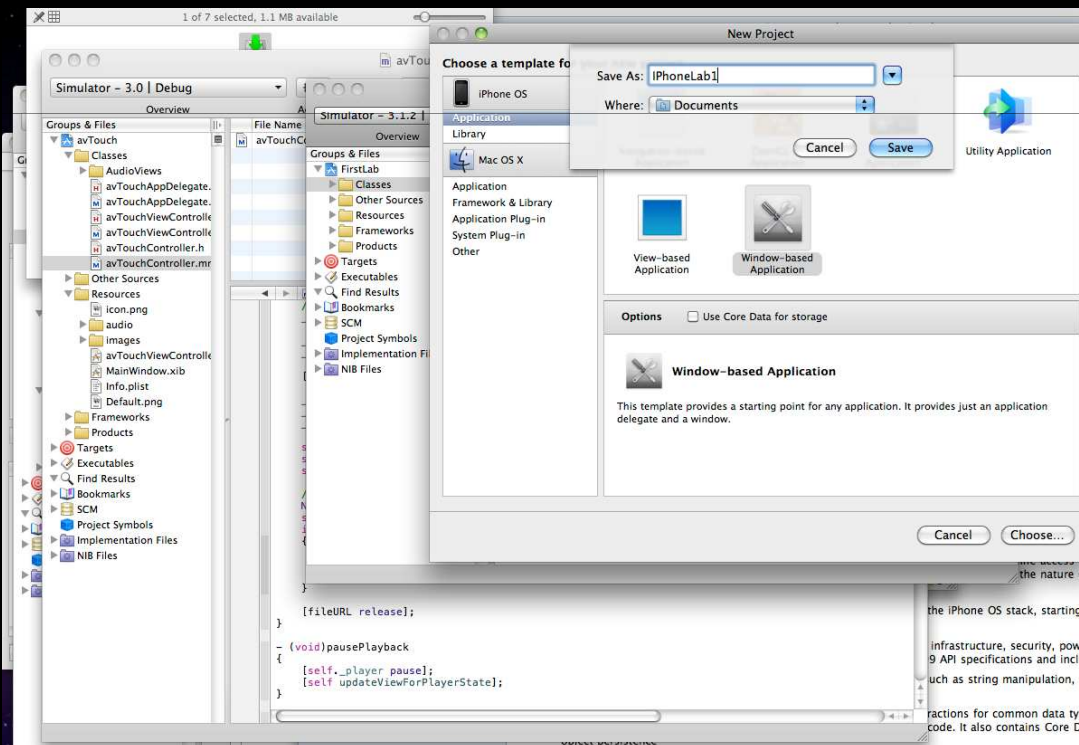 1 of 7 selected, 1.1 MB available
New Project
avTou
Choose a template fo
Save As: IPhoneLab1
Where: Documents
Cancel
Save
iPhone OS
Application
Library
Mac OS X
Application
Framework & Library
Application Plug-in
System Plug-in
Other
Utility Application
View-based
Application
Window-based
Application
Options
Use Core Data for storage
Window-based Application
This template provides a starting point for any application. It provides just an application
delegate and a window.
Cancel
Choose...
Simulator - 3.0 | Debug
Overview
Groups & Files
File Name
avTouch
Classes
AudioViews
avTouchAppDelegate.
avTouchAppDelegate.
avTouchViewControlle
avTouchViewControlle
avTouchController.h
avTouchController.mr
Other Sources
Resources
icon.png
audio
images
avTouchViewControlle
MainWindow.xib
Info.plist
Default.png
Frameworks
Products
Targets
Executables
Find Results
Bookmarks
SCM
Project Symbols
Implementation Files
NIB Files
avTouchCo
Simulator - 3.1.2 |
Overview
Groups & Files
FirstLab
Classes
Other Sources
Resources
Frameworks
Products
Targets
Executables
Find Results
Bookmarks
SCM
Project Symbols
Implementation Fi
NIB Files
}
[fileURL release];
}
- (void)pausePlayback
{
[self._player pause];
[self updateViewForPlayerState];
}
the nature
the iPhone OS stack, starting
infrastructure, security, pow
9 API specifications and incl
uch as string manipulation,
ractions for common data ty
code. It also contains Core D